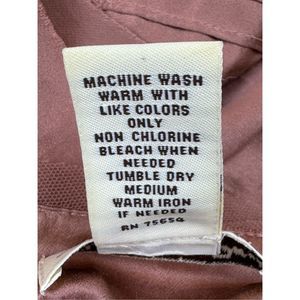 MACHINE WASH
WARM WITH
LIKE COLORS
ONLY
NON CHLORINE
BLEACH WHEN
NEEDED
TUMBLE DRY
MEDIUM
WARM IRON
IF NEEDED
RN 75654